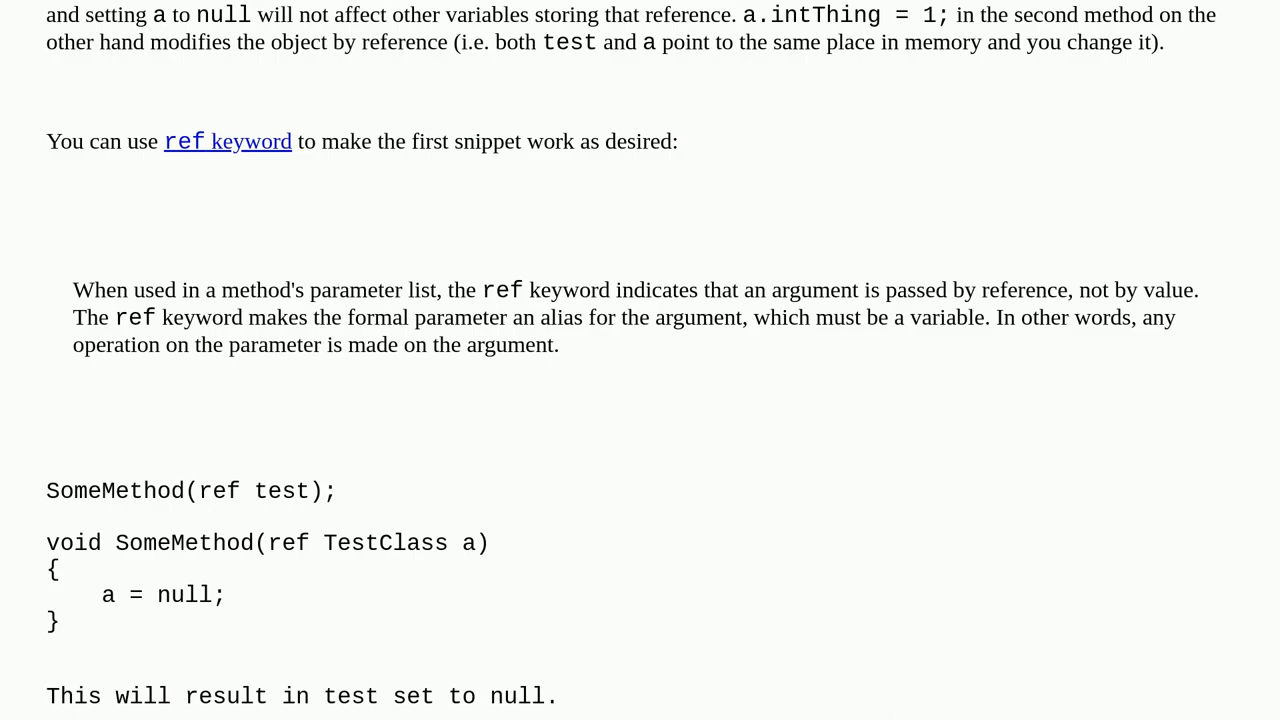 and setting a to null will not affect other variables storing that reference. a.intThing = 1; in the second method on the
other hand modifies the object by reference (i.e. both test and a point to the same place in memory and you change it).
You can use ref keyword to make the first snippet work as desired:
When used in a method's parameter list, the ref keyword indicates that an argument is passed by reference, not by value.
The ref keyword makes the formal parameter an alias for the argument, which must be a variable. In other words, any
operation on the parameter is made on the argument.
SomeMethod(ref test);
void SomeMethod(ref TestClass a)
{
    a = null;
}
This will result in test set to null.